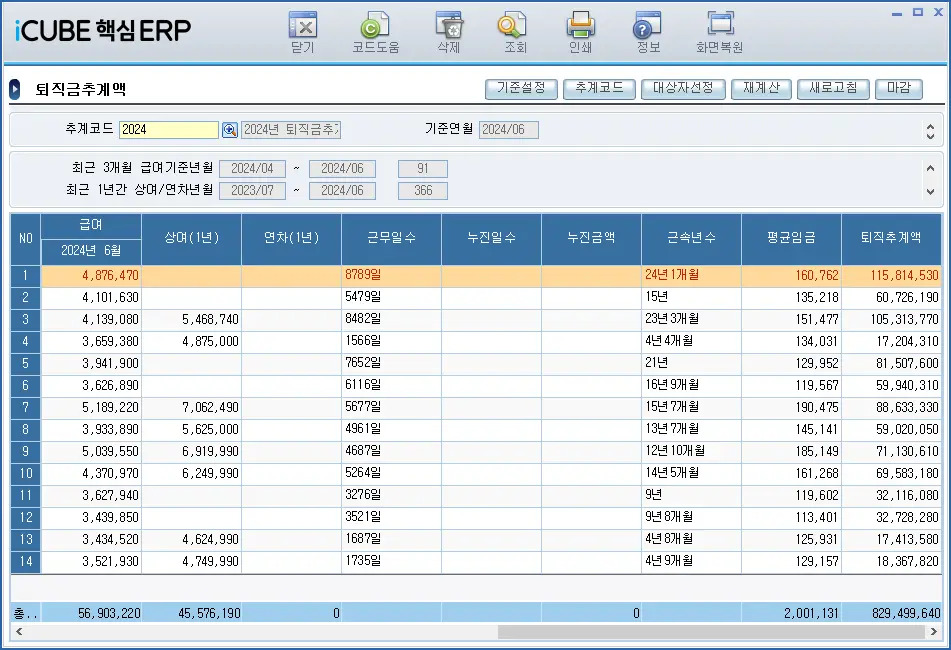 iCUBE 핵심ERP
닫기 코드도움 삭제 조회 인쇄 정보 화면복원
퇴직금추계액
기준설정 추계코드 대상자선정 재계산 새로고침 마감
추계코드 2024 2024년 퇴직금추 기준연월 2024/06
최근 3개월 급여기준년월 2024/04 ~ 2024/06 91
최근 1년간 상여/연차년월 2023/07 ~ 2024/06 366
NO 급여 상여(1년) 연차(1년) 근무일수 누진일수 누진금액 근속년수 평균임금 퇴직추계액
2024년 6월
1 4,876,470 8789일 24년1개월 160,762 115,814,530
2 4,101,630 5479일 15년 135,218 60,726,190
3 4,139,080 5,468,740 8482일 23년3개월 151,477 105,313,770
4 3,659,380 4,875,000 1566일 4년4개월 134,031 17,204,310
5 3,941,900 7652일 21년 129,952 81,507,600
6 3,626,890 6116일 16년9개월 119,567 59,940,310
7 5,189,220 7,062,490 5677일 15년7개월 190,475 88,633,330
8 3,933,890 5,625,000 4961일 13년7개월 145,141 59,020,050
9 5,039,550 6,919,990 4687일 12년10개월 185,149 71,130,610
10 4,370,970 6,249,990 5264일 14년5개월 161,268 69,583,180
11 3,627,940 3276일 9년 119,602 32,116,080
12 3,439,850 3521일 9년8개월 113,401 32,728,280
13 3,434,520 4,624,990 1687일 4년8개월 125,931 17,413,580
14 3,521,930 4,749,990 1735일 4년9개월 129,157 18,367,820
총.. 56,903,220 45,576,190 0 0 2,001,131 829,499,640